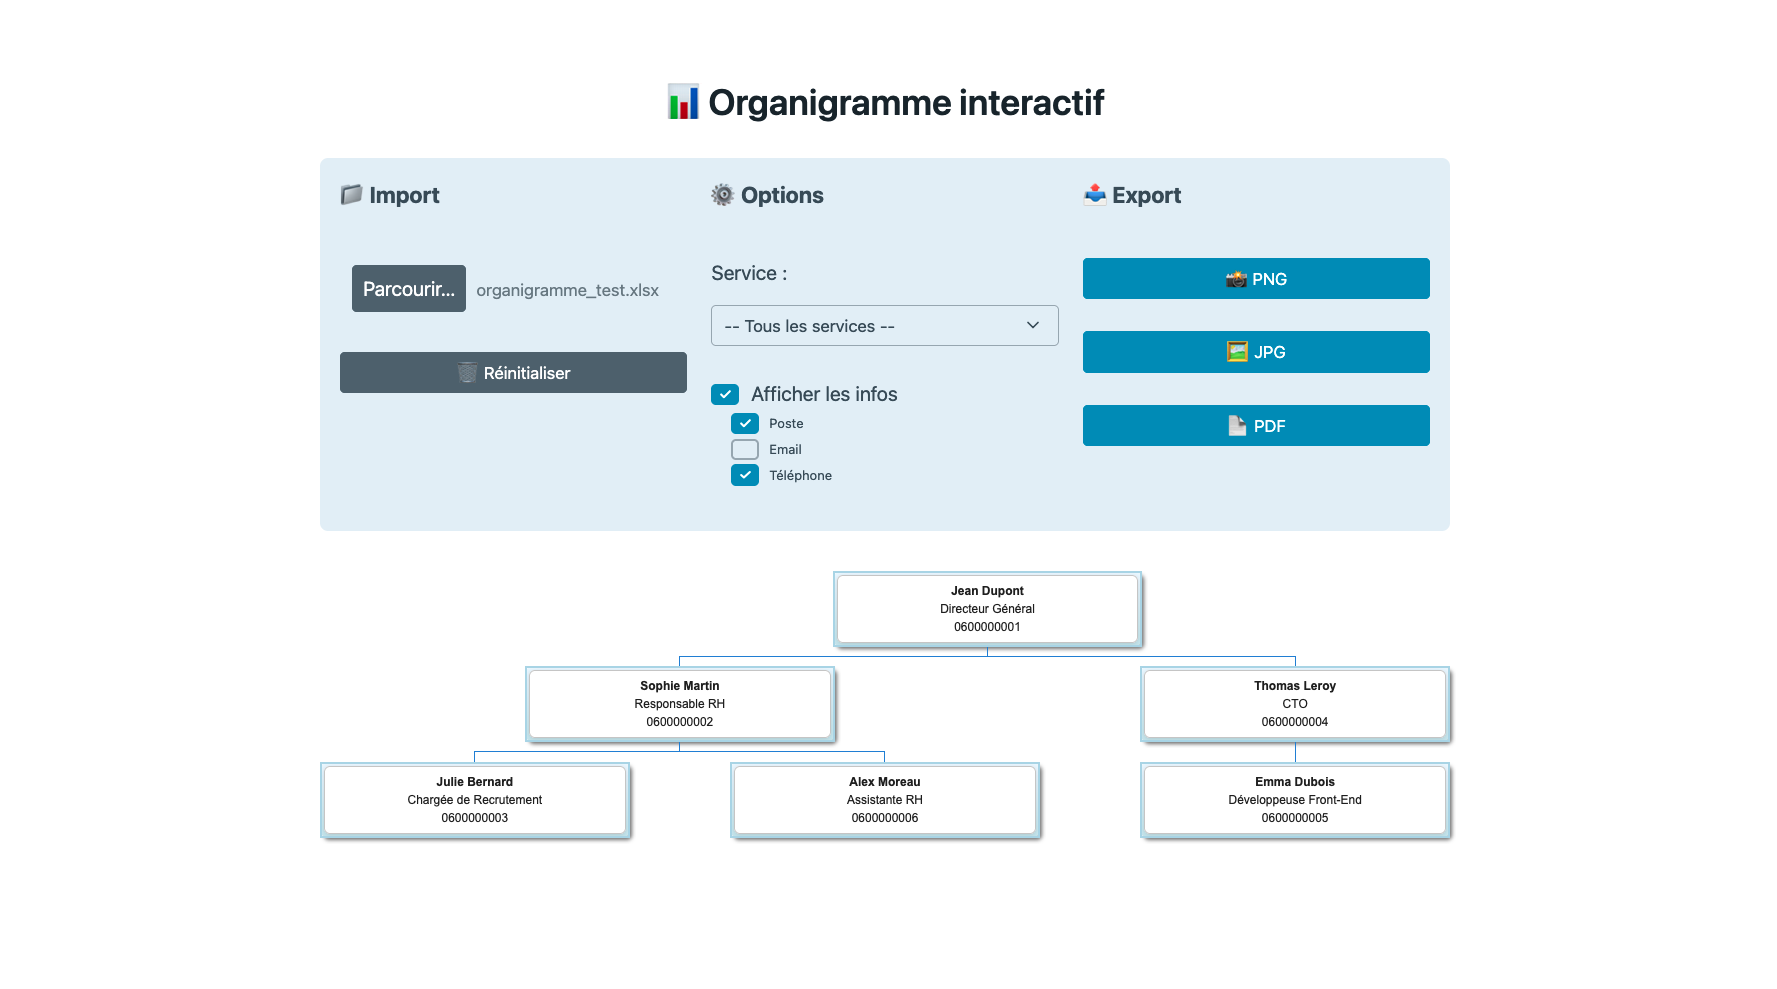 📊 Organigramme interactif
📁 Import
Parcourir... organigramme_test.xlsx
🗑️ Réinitialiser
⚙️ Options
Service :
-- Tous les services --
Afficher les infos
Poste
Email
Téléphone
📤 Export
📸 PNG
🖼️ JPG
📄 PDF
Jean Dupont
Directeur Général
0600000001
Sophie Martin
Responsable RH
0600000002
Thomas Leroy
CTO
0600000004
Julie Bernard
Chargée de Recrutement
0600000003
Alex Moreau
Assistante RH
0600000006
Emma Dubois
Développeuse Front-End
0600000005